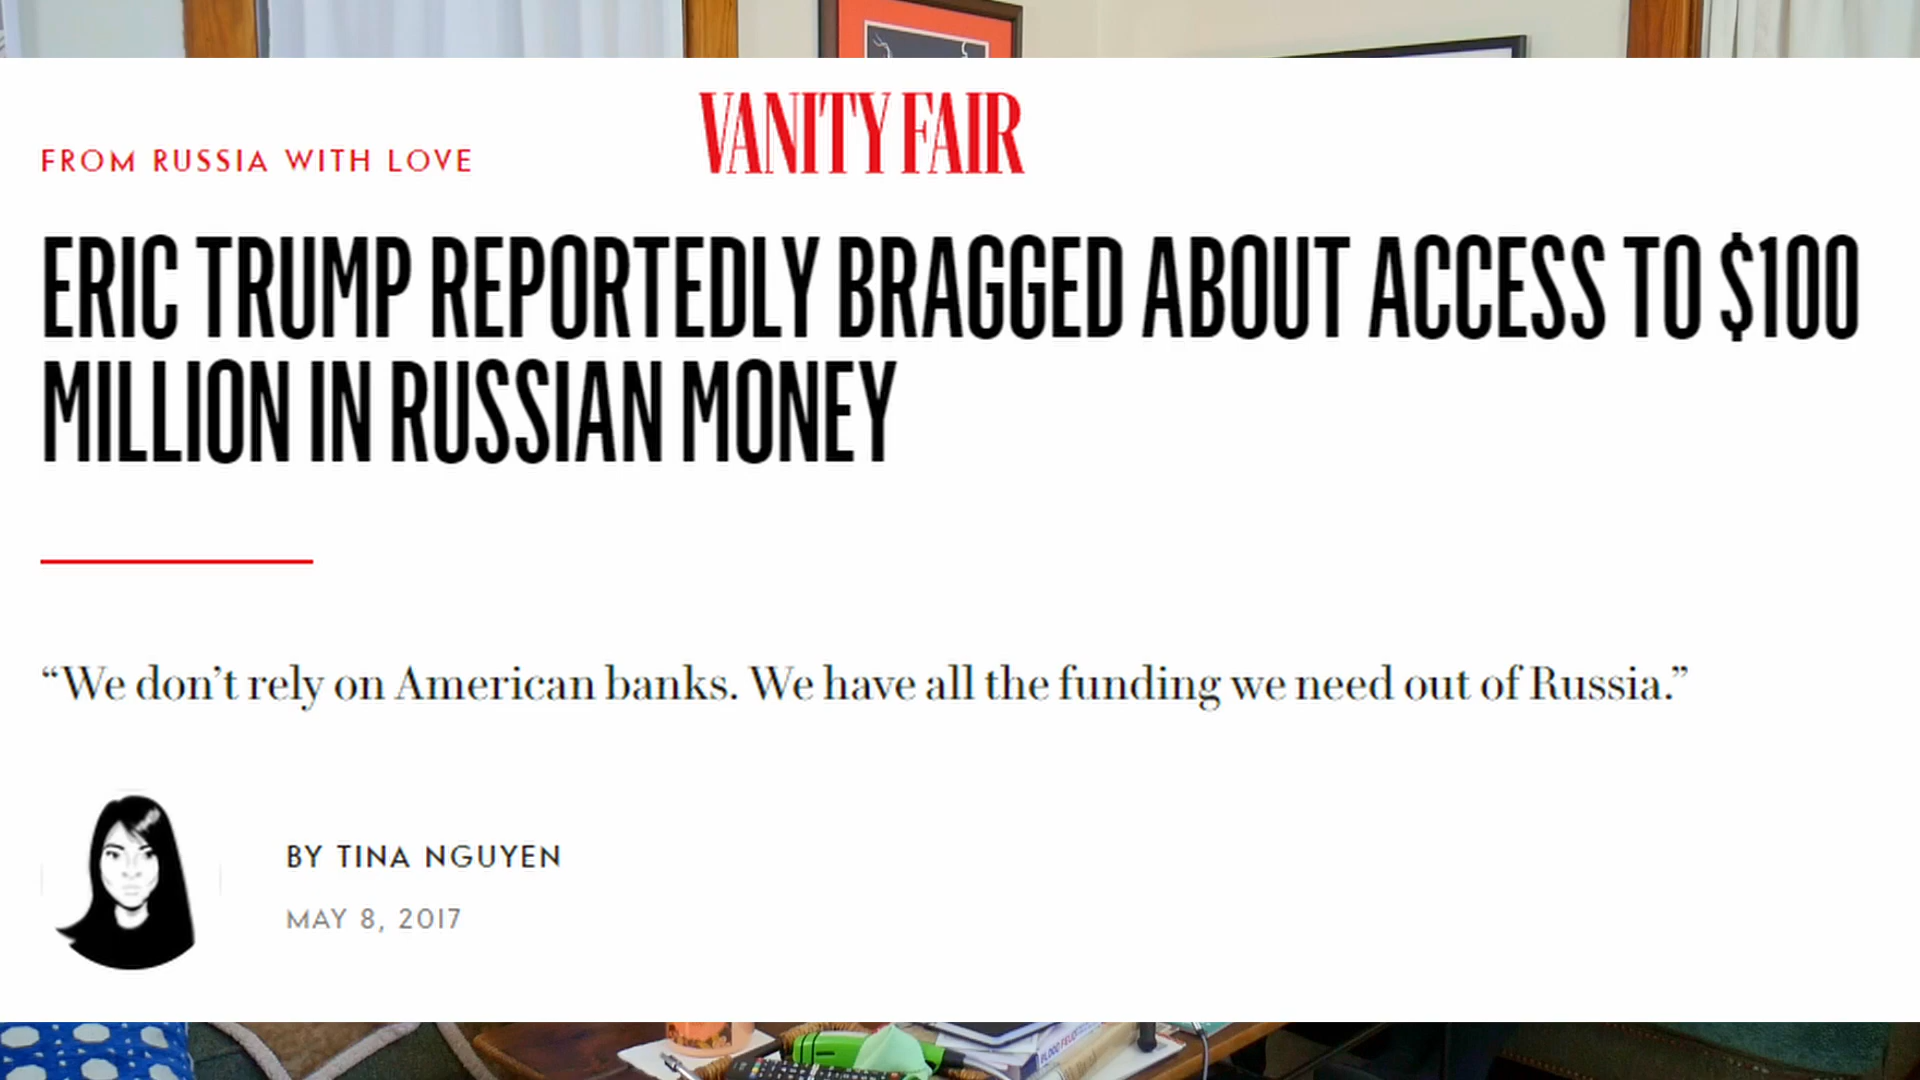 VANITY FAIR
FROM RUSSIA WITH LOVE
ERIC TRUMP REPORTEDLY BRAGGED ABOUT ACCESS TO $100
MILLION IN RUSSIAN MONEY
“We don’t rely on American banks. We have all the funding we need out of Russia.”
BY TINA NGUYEN
MAY 8, 2017
BLOOD FEUD